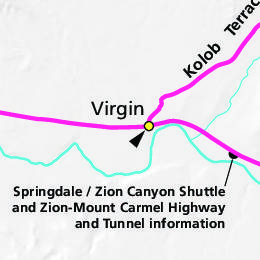 Kolob Terrac
Virgin
Springdale / Zion Canyon Shuttle
and Zion-Mount Carmel Highway
and Tunnel information